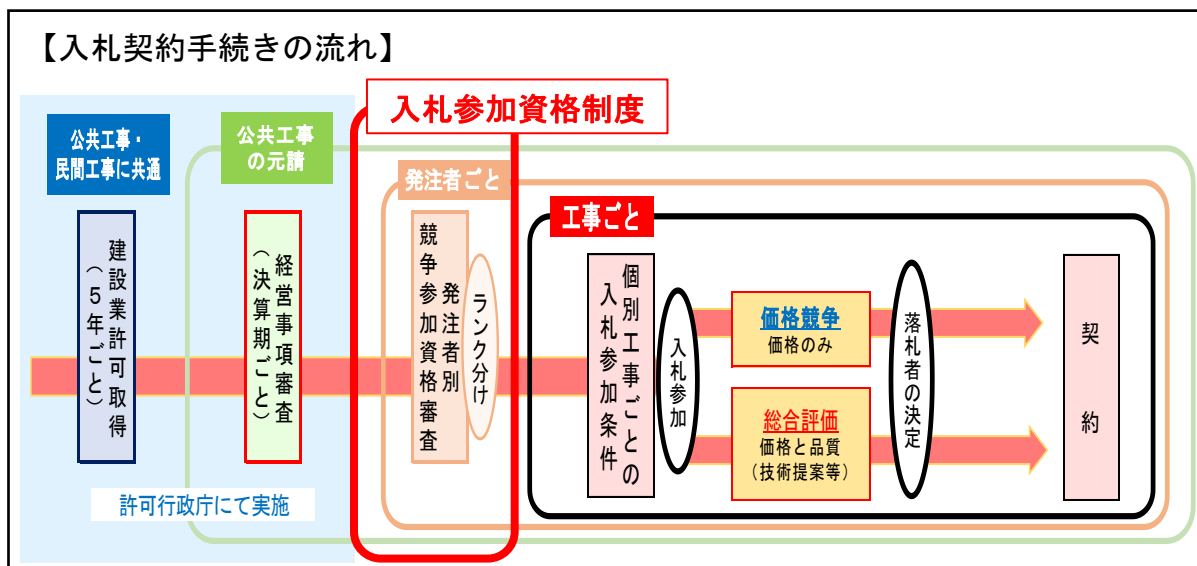 【入札契約手続きの流れ】
入札参加資格制度
公共工事・
民間工事に共通
公共工事
の元請
発注者ごと
工事ごと
建設業許可取得
（５年ごと）
経営事項審査
（決算期ごと）
発注者別
競争参加資格審査
ランク分け
個別工事ごとの
入札参加条件
入札参加
価格競争
価格のみ
総合評価
価格と品質
（技術提案等）
落札者の決定
契約
許可行政庁にて実施